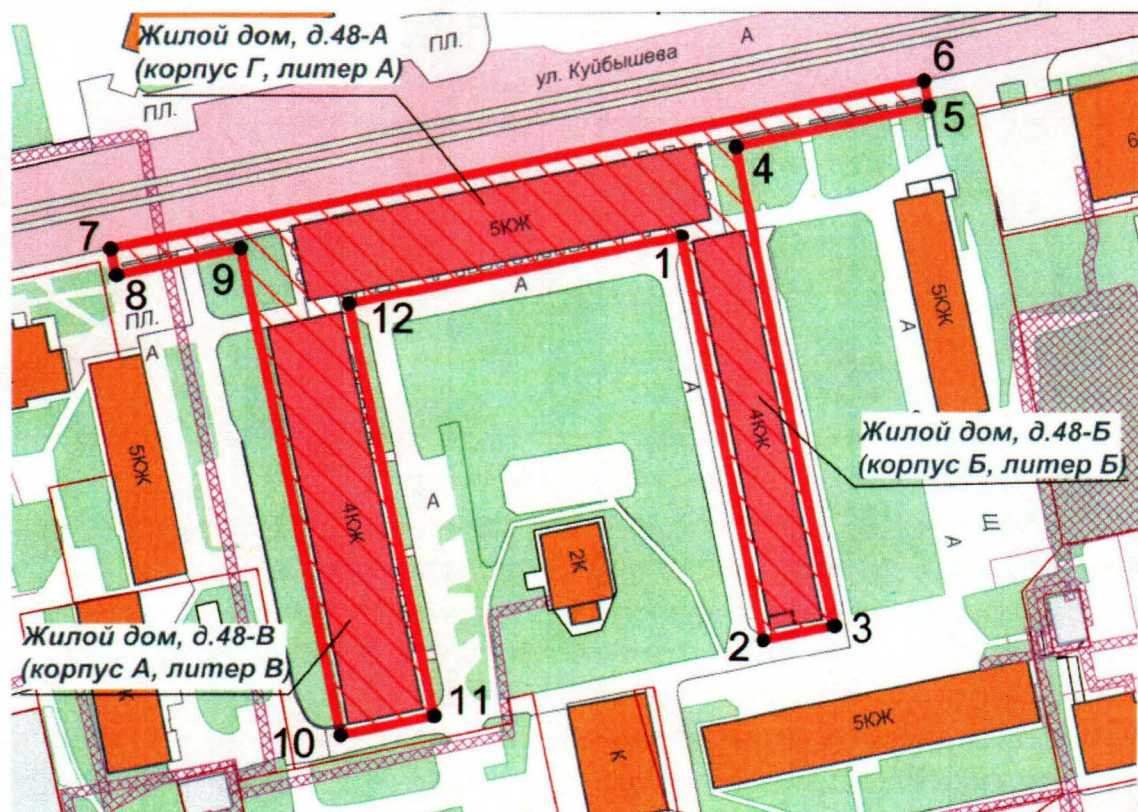 Жилой дом, д.48-А
(корпус Г, литер А)
ПЛ.
ул. Куйбышева
А
6
ПЛ.
5
4
6
7
5КЖ
1
9
8
12
А
ПЛ.
А
5КЖ
А
А
5КЖ
4КЖ
Жилой дом, д.48-Б
(корпус Б, литер Б)
4КЖ
А
Щ
А
2К
Жилой дом, д.48-В
(корпус А, литер В)
2
3
11
10
5КЖ
К